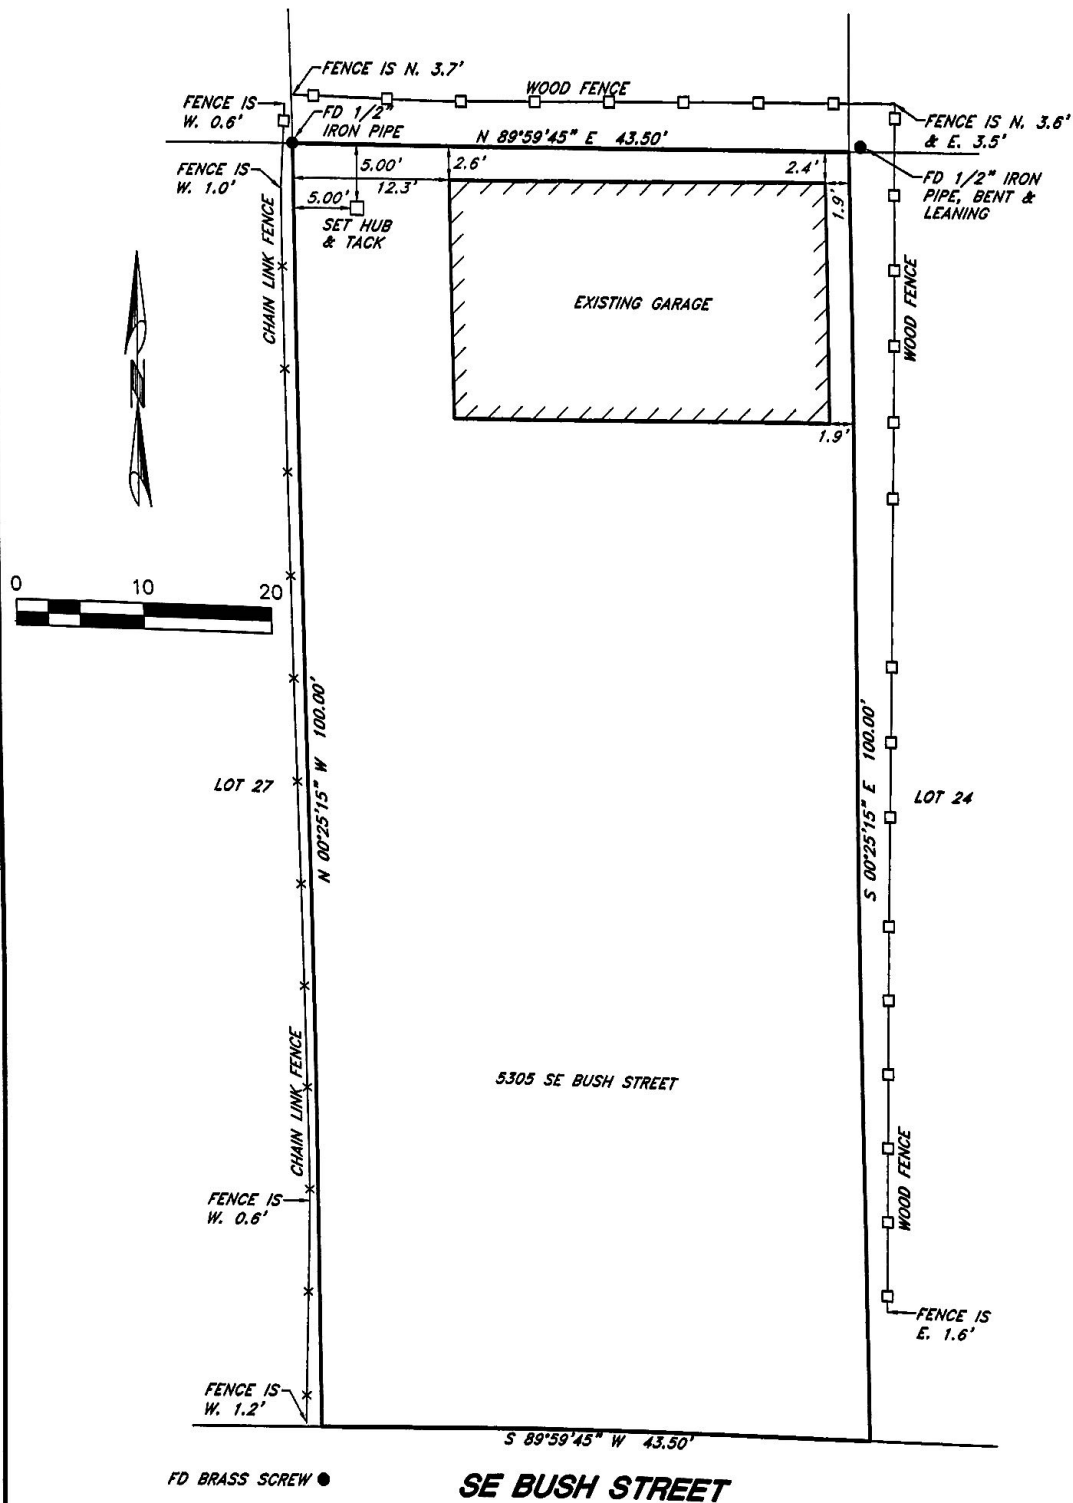 FENCE IS N. 3.7'
WOOD FENCE
FENCE IS
W. 0.6'
FD 1/2"
IRON PIPE
N 89°59'45" E 43.50'
FENCE IS N. 3.6'
& E. 3.5'
FENCE IS
W. 1.0'
5.00'
2.6'
2.4'
12.3'
5.00'
1.9'
FD 1/2" IRON
PIPE, BENT &
LEANING
SET HUB
& TACK
CHAIN LINK FENCE
EXISTING GARAGE
WOOD FENCE
N
1.9'
0 10 20
N 00°25'15" W 100.00'
S 00°25'15" E 100.00'
LOT 27
LOT 24
5305 SE BUSH STREET
CHAIN LINK FENCE
WOOD FENCE
FENCE IS
W. 0.6'
FENCE IS
E. 1.6'
FENCE IS
W. 1.2'
S 89°59'45" W 43.50'
FD BRASS SCREW
SE BUSH STREET